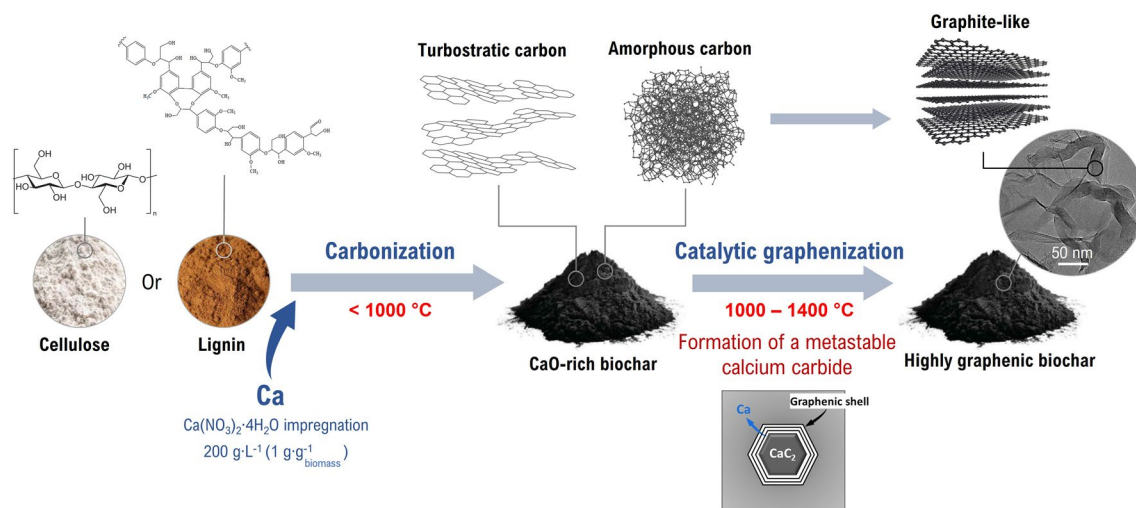 Turbostratic carbon
Amorphous carbon
Graphite-like
Cellulose
Or
Lignin
Carbonization
< 1000 °C
Ca
Ca(NO₃)₂·4H₂O impregnation
200 g·L⁻¹ (1 g·g⁻¹ biomass)
CaO-rich biochar
Catalytic graphenization
1000 – 1400 °C
Formation of a metastable
calcium carbide
Graphenic shell
Ca
CaC₂
50 nm
Highly graphenic biochar